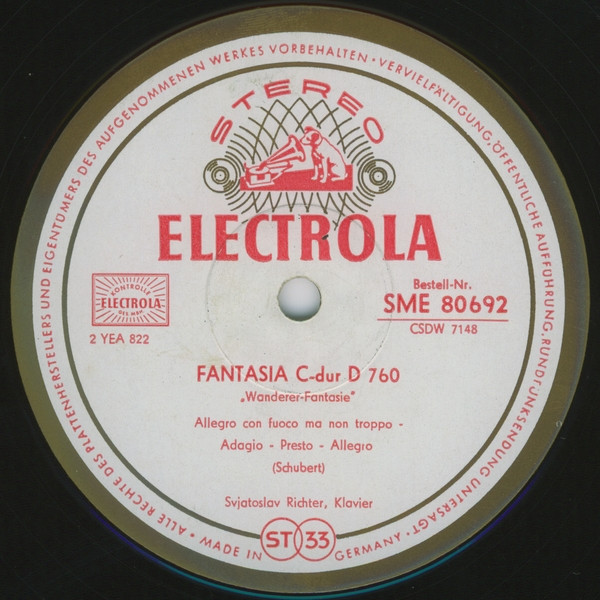 ALLE RECHTE DES PLATTENHERSTELLERS UND EIGENTÜMERS DES AUFGENOMMENEN WERKES VORBEHALTEN · VERVIELFÄLTIGUNG, ÖFFENTLICHE AUFFÜHRUNG, RUNDFUNKSENDUNG UNTERSAGT ·
STEREO
ELECTROLA
KONTROLLE
ELECTROLA
GES.MBH
2 YEA 822
Bestell-Nr.
SME 80692
CSDW 7148
FANTASIA C-dur D 760
„Wanderer-Fantasie"
Allegro con fuoco ma non troppo -
Adagio - Presto - Allegro
(Schubert)
Svjatoslav Richter, Klavier
MADE IN GERMANY
ST 33